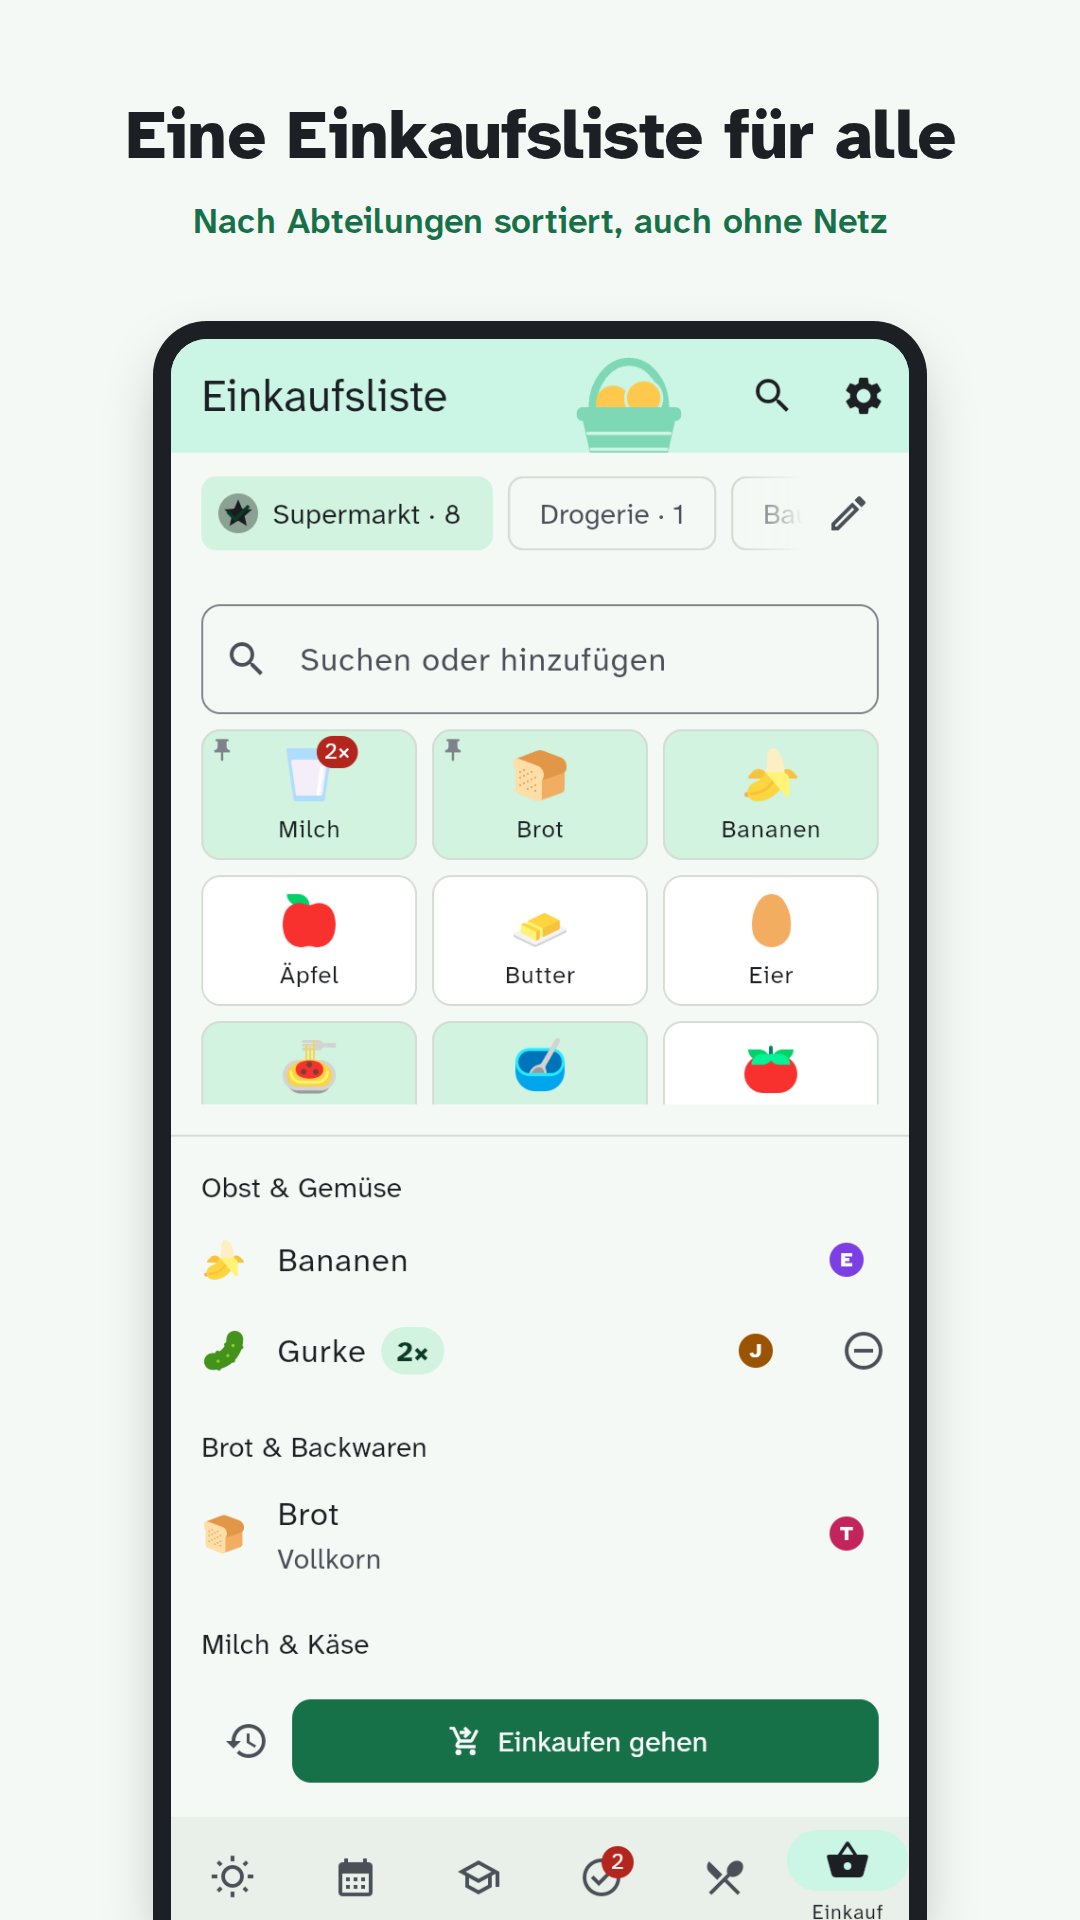 Eine Einkaufsliste für alle
Nach Abteilungen sortiert, auch ohne Netz
Einkaufsliste
Supermarkt · 8
Drogerie · 1
Suchen oder hinzufügen
2×
Milch
Brot
Bananen
Äpfel
Butter
Eier
Obst & Gemüse
Bananen
E
Gurke 2×
J
Brot & Backwaren
Brot
Vollkorn
T
Milch & Käse
Einkaufen gehen
2
Einkauf